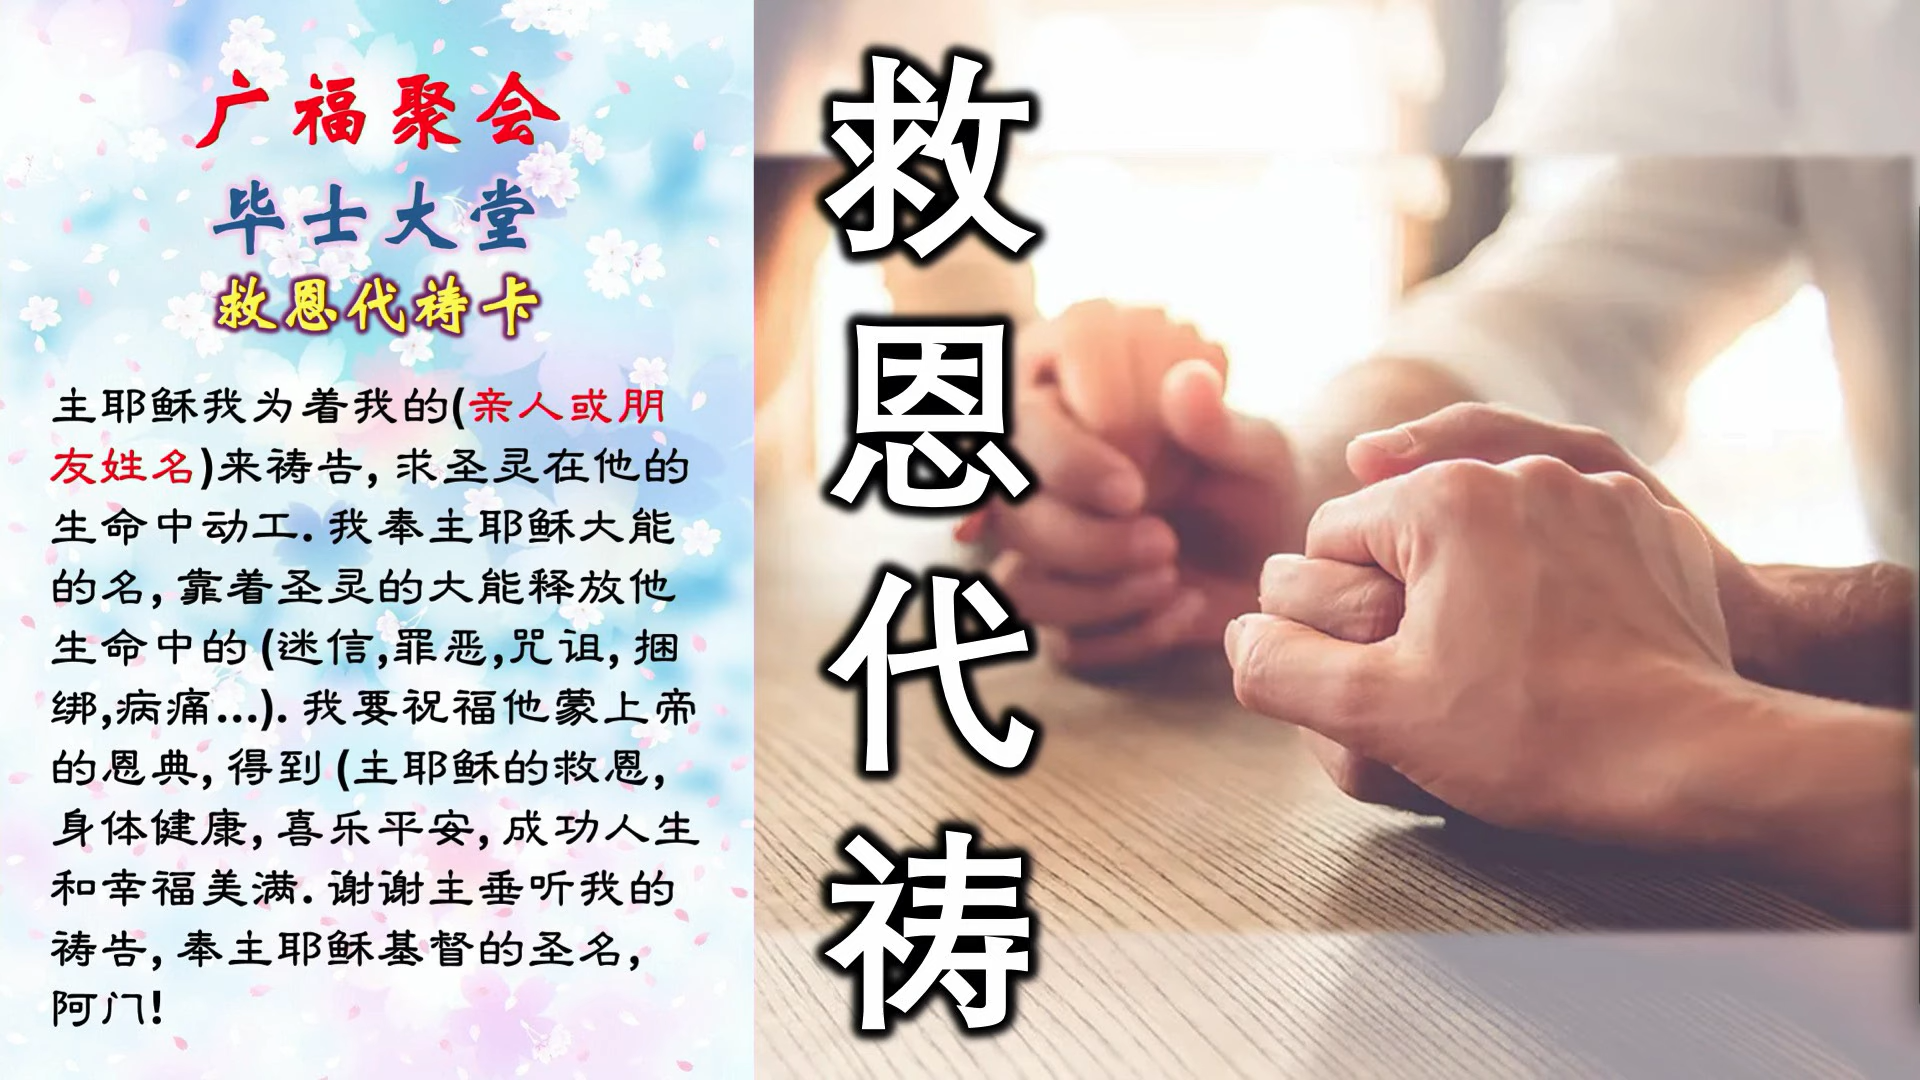 广福聚会
毕士大堂
救恩代祷卡
主耶稣我为着我的(亲人或朋
友姓名)来祷告, 求圣灵在他的
生命中动工. 我奉主耶稣大能
的名, 靠着圣灵的大能释放他
生命中的 (迷信,罪恶,咒诅, 捆
绑,病痛...). 我要祝福他蒙上帝
的恩典, 得到 (主耶稣的救恩,
身体健康, 喜乐平安, 成功人生
和幸福美满. 谢谢主垂听我的
祷告, 奉主耶稣基督的圣名,
阿门!
救恩代祷